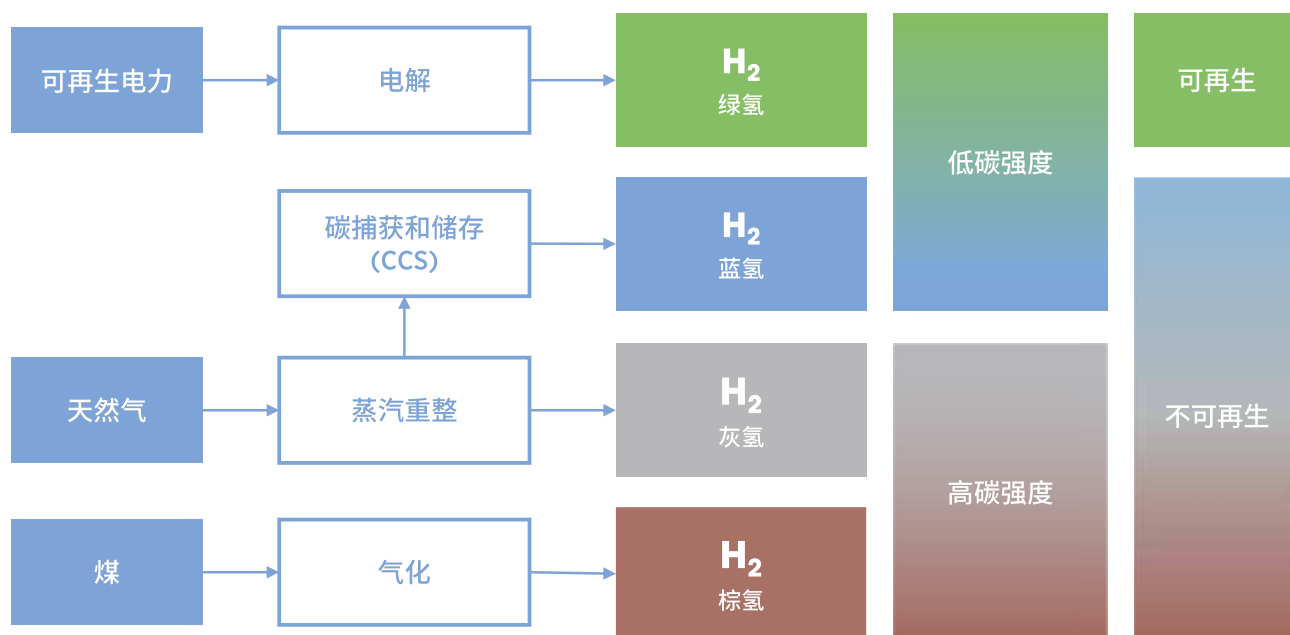 可再生电力
电解
H₂
绿氢
低碳强度
可再生
碳捕获和储存
(CCS)
H₂
蓝氢
天然气
蒸汽重整
H₂
灰氢
不可再生
高碳强度
煤
气化
H₂
棕氢